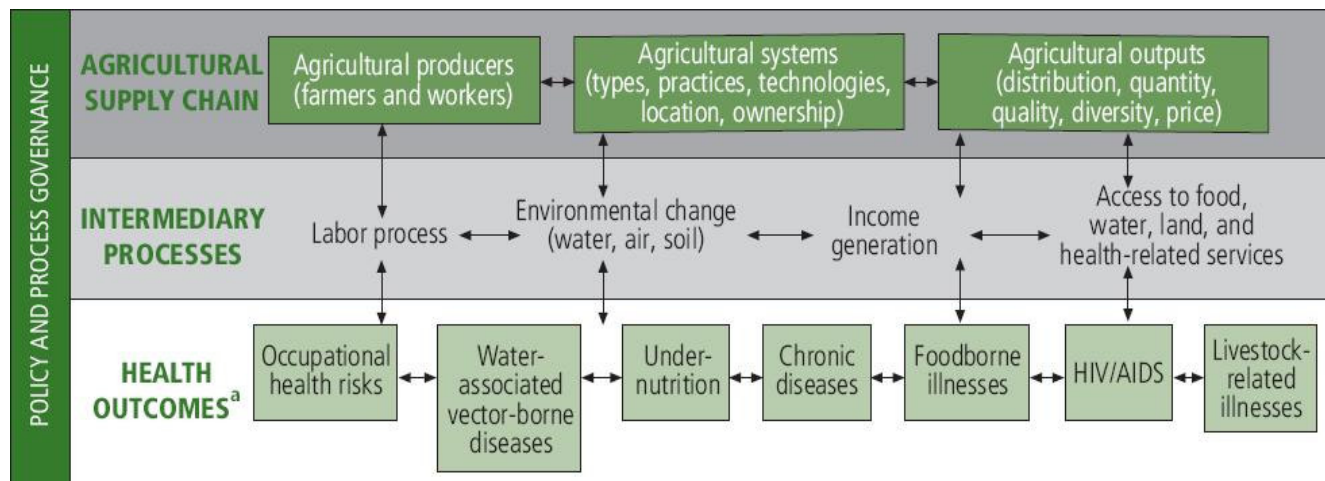 POLICY AND PROCESS GOVERNANCE
AGRICULTURAL
SUPPLY CHAIN
Agricultural producers
(farmers and workers)
Agricultural systems
(types, practices, technologies,
location, ownership)
Agricultural outputs
(distribution, quantity,
quality, diversity, price)
INTERMEDIARY
PROCESSES
Labor process
Environmental change
(water, air, soil)
Income
generation
Access to food,
water, land, and
health-related services
HEALTH
OUTCOMESᵃ
Occupational
health risks
Water-
associated
vector-borne
diseases
Under-
nutrition
Chronic
diseases
Foodborne
illnesses
HIV/AIDS
Livestock-
related
illnesses